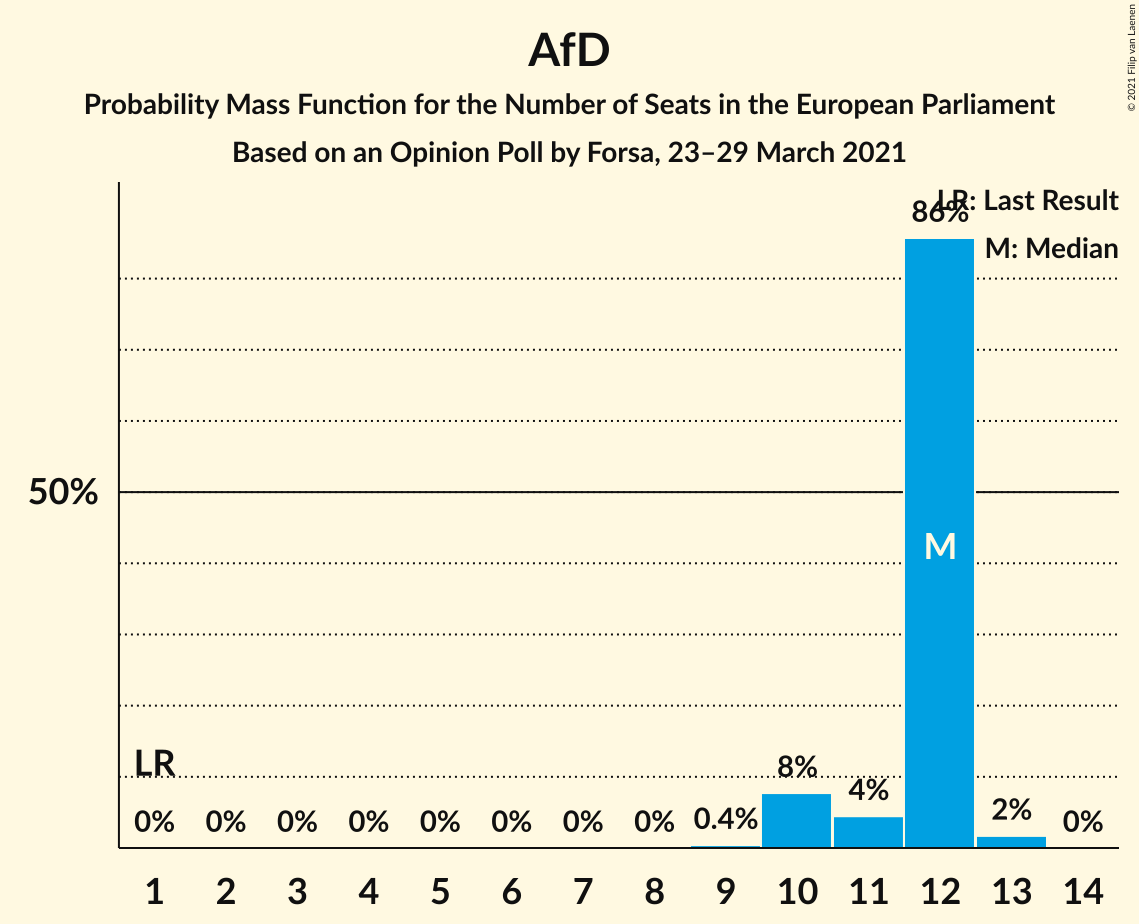 AfD
Probability Mass Function for the Number of Seats in the European Parliament
Based on an Opinion Poll by Forsa, 23–29 March 2021
© 2021 Filip van Laenen
LR: Last Result
M: Median
86%
50%
M
LR
0% 0% 0% 0% 0% 0% 0% 0% 0.4% 8% 4% 2% 0%
1 2 3 4 5 6 7 8 9 10 11 12 13 14